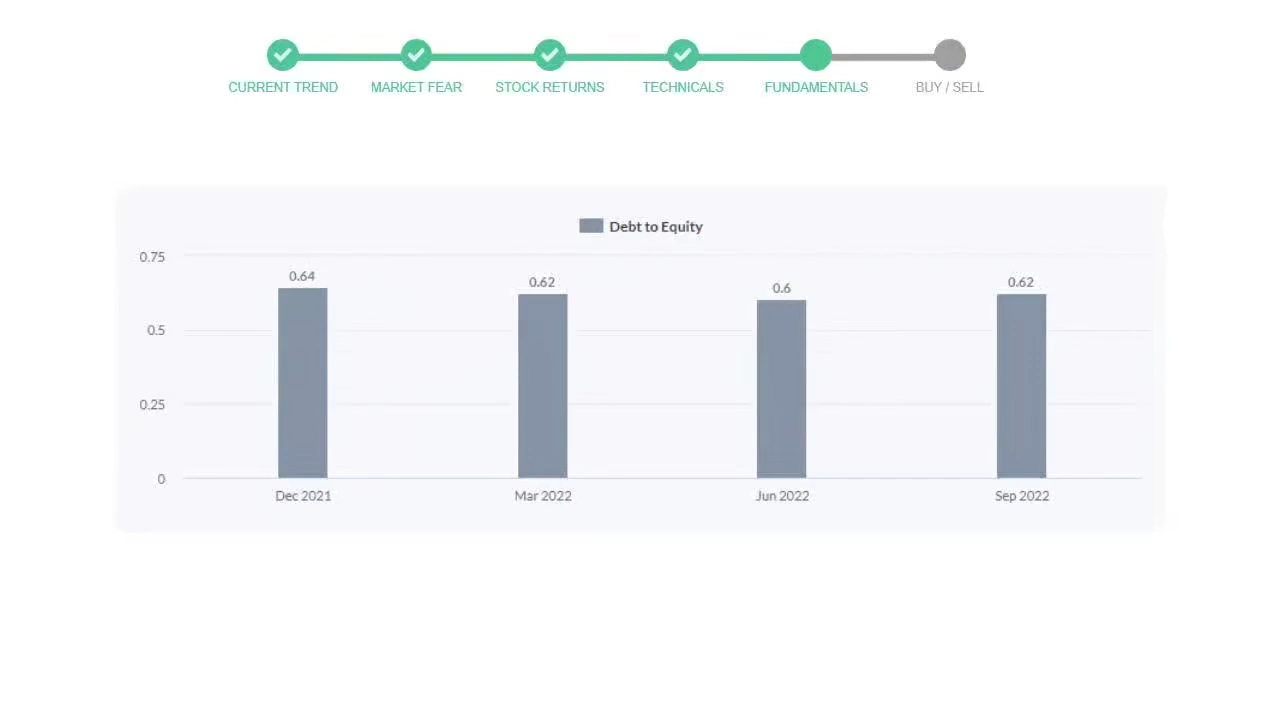 CURRENT TREND MARKET FEAR STOCK RETURNS TECHNICALS FUNDAMENTALS BUY / SELL
Debt to Equity
0.75
0.64 0.62 0.6 0.62
0.5
0.25
0
Dec 2021 Mar 2022 Jun 2022 Sep 2022